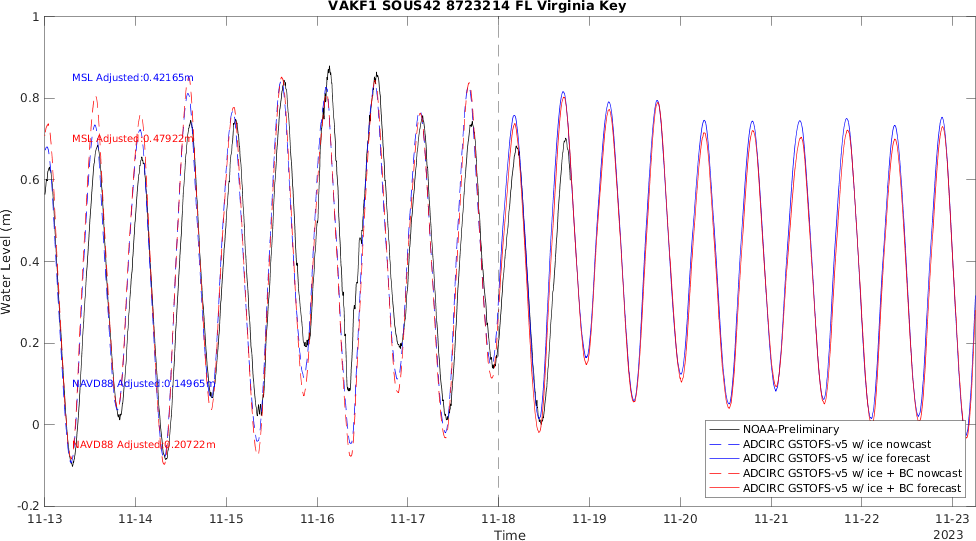 VAKF1 SOUS42 8723214 FL Virginia Key
1
0.8
0.6
0.4
0.2
0
-0.2
Water Level (m)
MSL Adjusted:0.42165m
MSL Adjusted:0.47922m
NAVD88 Adjusted:0.14965m
NAVD88 Adjusted:0.20722m
NOAA-Preliminary
ADCIRC GSTOFS-v5 w/ ice nowcast
ADCIRC GSTOFS-v5 w/ ice forecast
ADCIRC GSTOFS-v5 w/ ice + BC nowcast
ADCIRC GSTOFS-v5 w/ ice + BC forecast
11-13 11-14 11-15 11-16 11-17 11-18 11-19 11-20 11-21 11-22 11-23
Time
2023